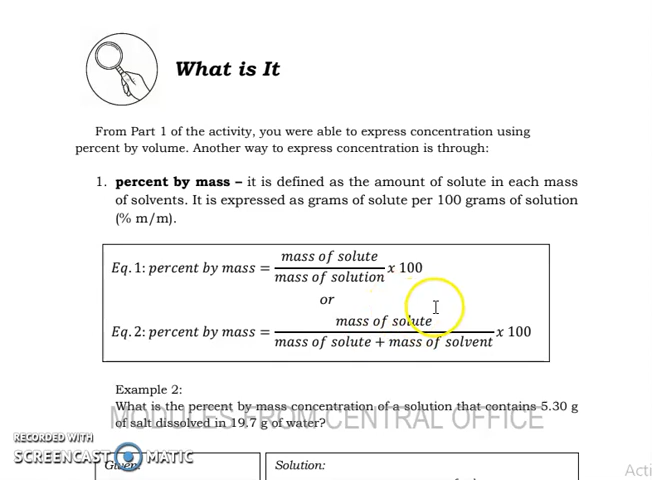 What is It
From Part 1 of the activity, you were able to express concentration using
percent by volume. Another way to express concentration is through:
1. percent by mass – it is defined as the amount of solute in each mass
of solvents. It is expressed as grams of solute per 100 grams of solution
(% m/m).
Eq. 1: percent by mass = mass of solute / mass of solution x 100
or
Eq. 2: percent by mass = mass of solute / mass of solute + mass of solvent x 100
Example 2:
What is the percent by mass concentration of a solution that contains 5.30 g
of salt dissolved in 19.7 g of water?
MODULES FROM CENTRAL OFFICE
RECORDED WITH
SCREENCAST MATIC
Given:
Solution:
Acti